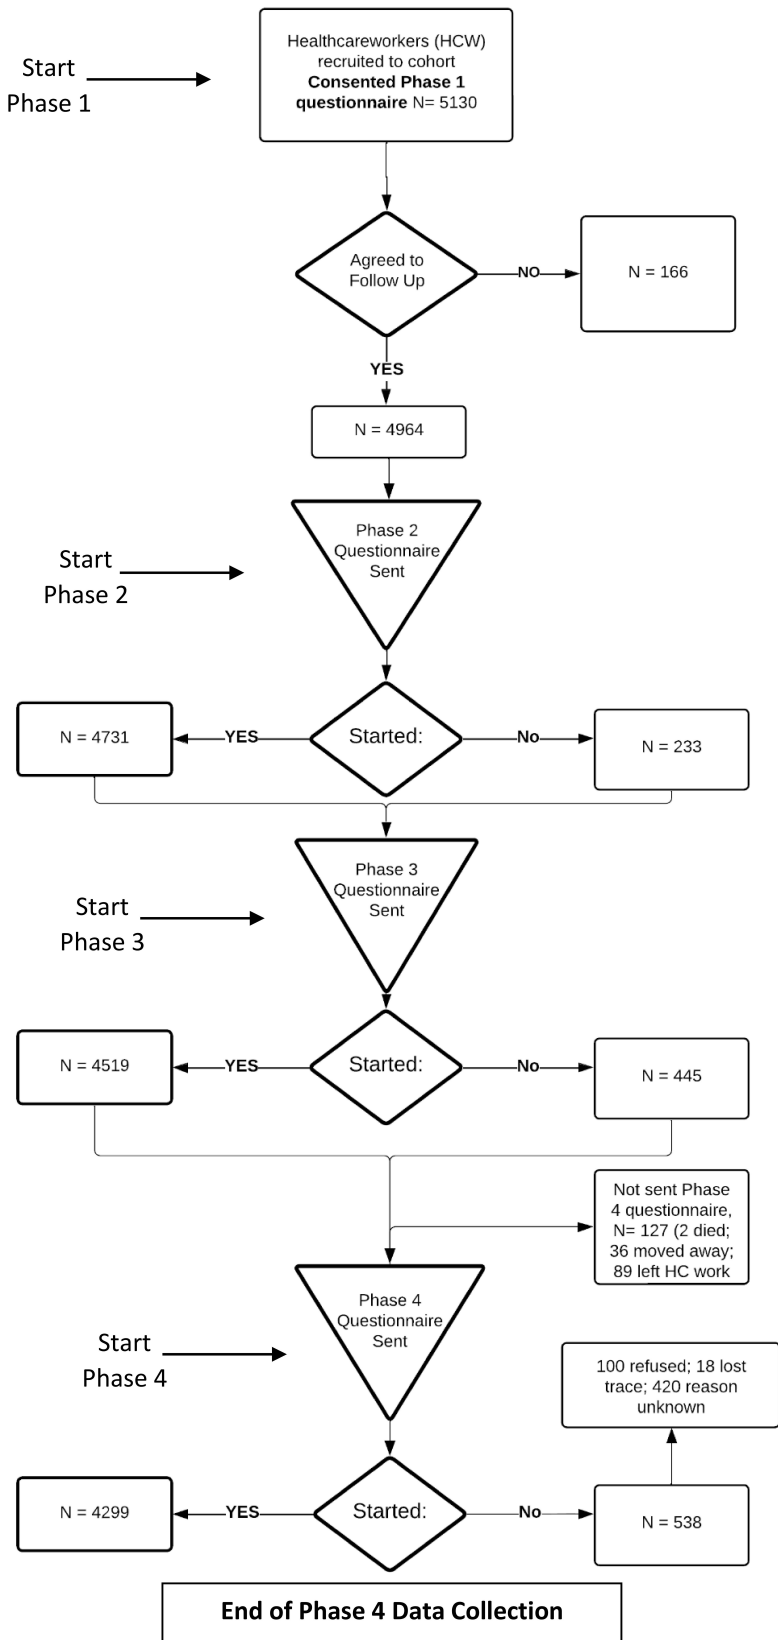 Healthcareworkers (HCW)
recruited to cohort
Consented Phase 1
questionnaire N= 5130
Start
Phase 1
Agreed to
Follow Up
NO
N = 166
YES
N = 4964
Phase 2
Questionnaire
Sent
Start
Phase 2
N = 4731
YES
Started:
No
N = 233
Phase 3
Questionnaire
Sent
Start
Phase 3
N = 4519
YES
Started:
No
N = 445
Not sent Phase
4 questionnaire,
N= 127 (2 died;
36 moved away;
89 left HC work
Phase 4
Questionnaire
Sent
Start
Phase 4
100 refused; 18 lost
trace; 420 reason
unknown
N = 4299
YES
Started:
No
N = 538
End of Phase 4 Data Collection